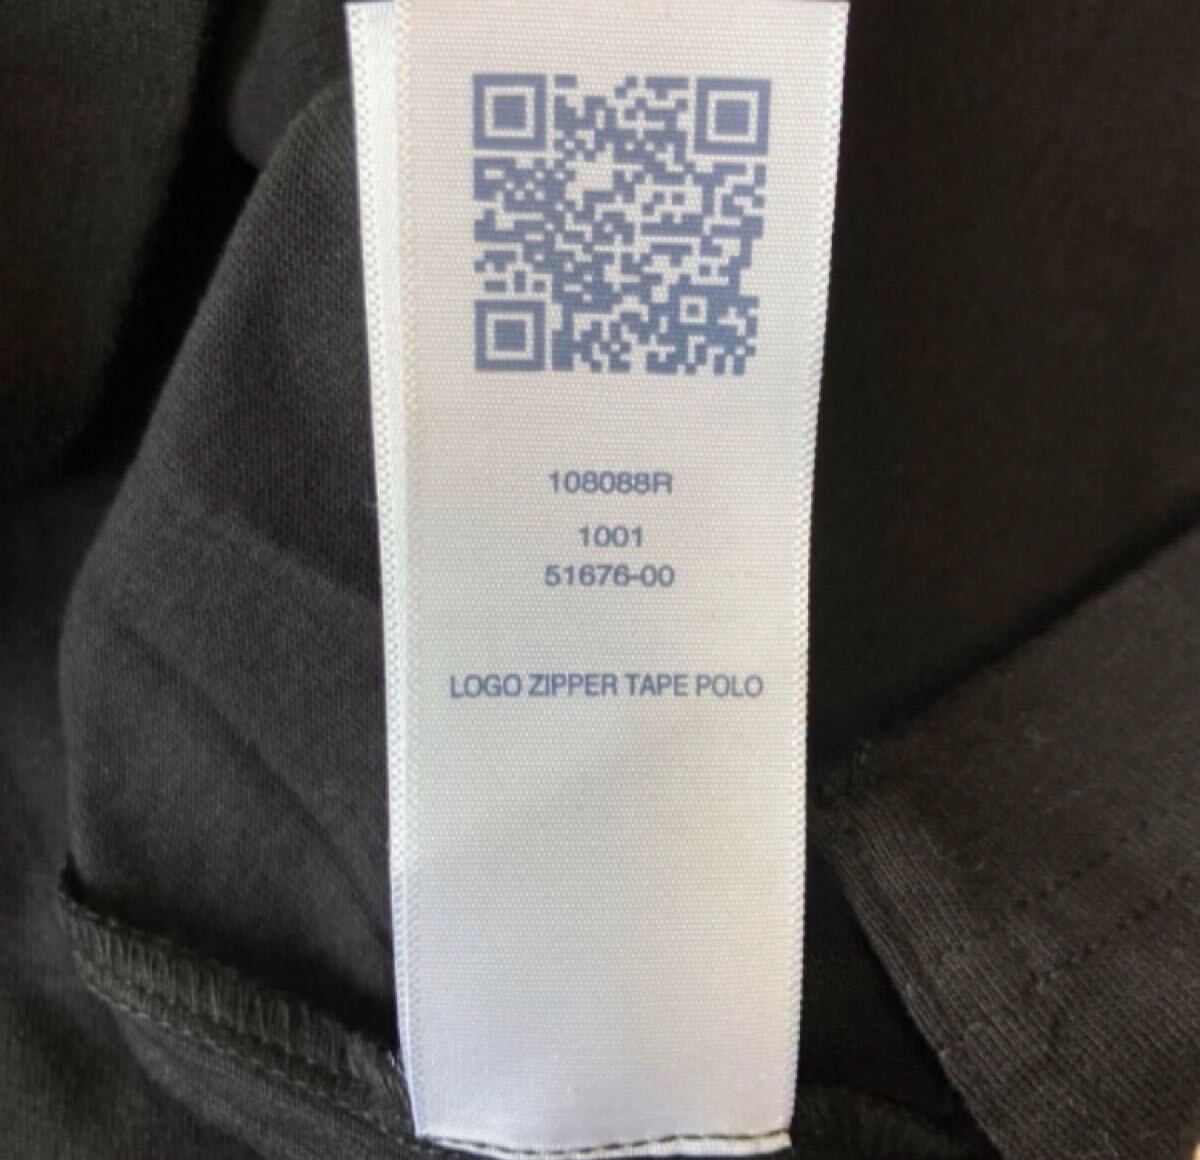 108088R
1001
51676-00
LOGO ZIPPER TAPE POLO